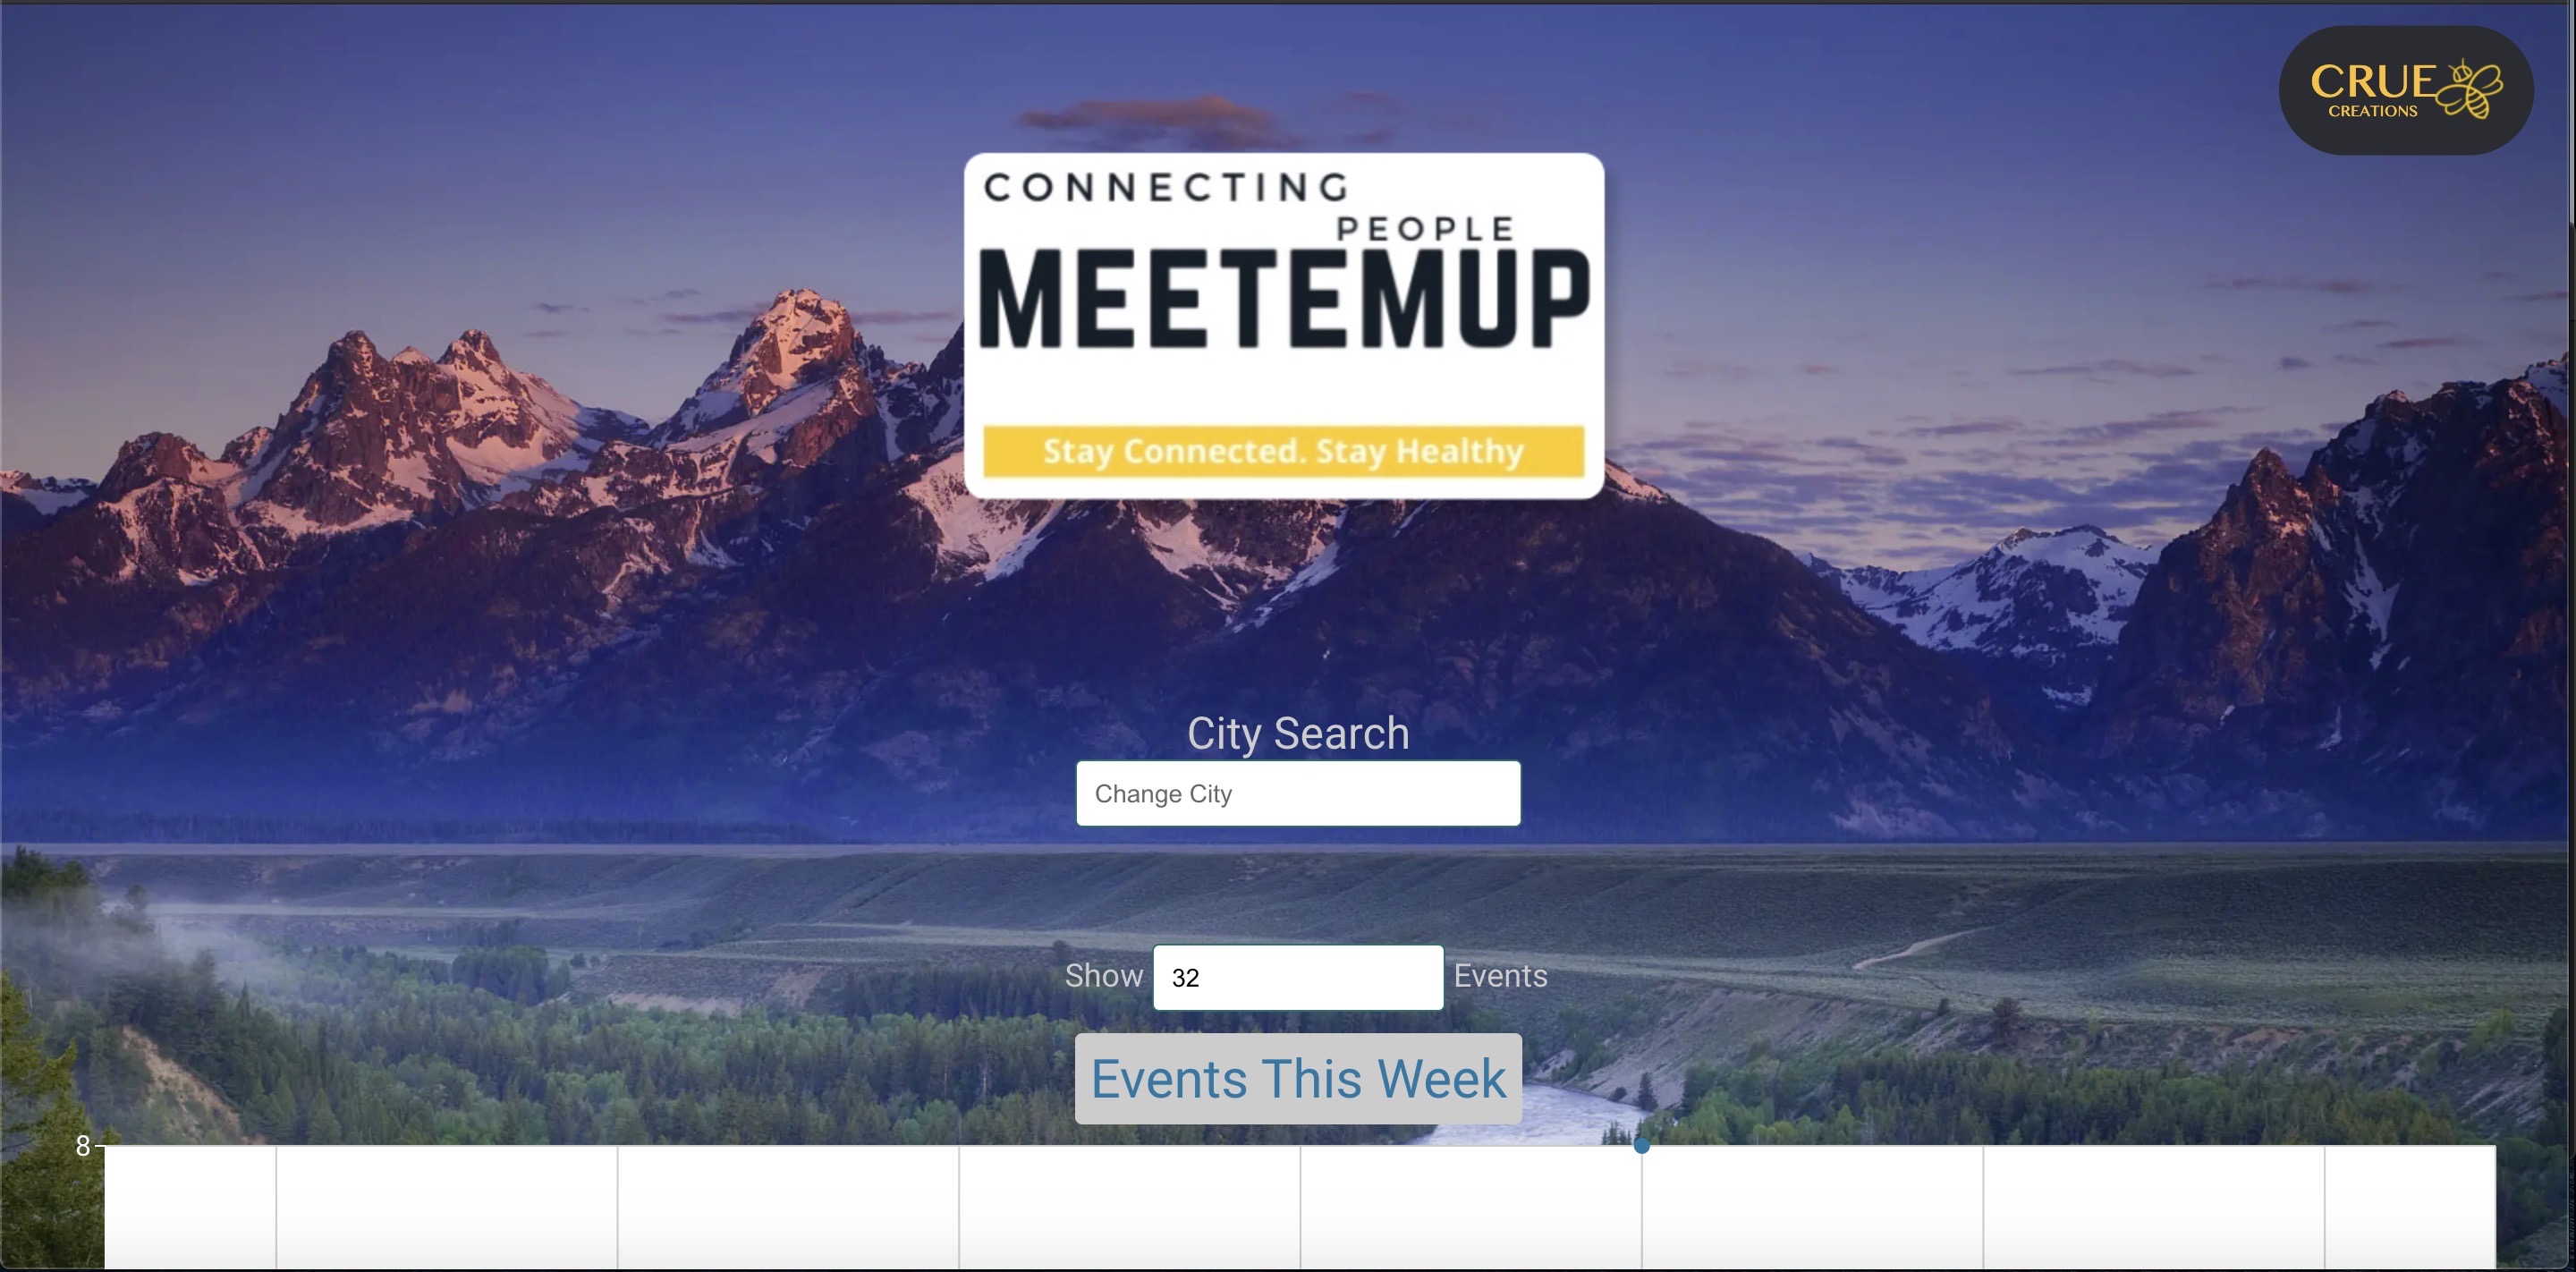 CRUE
CREATIONS
CONNECTING
PEOPLE
MEETEMUP
Stay Connected. Stay Healthy
City Search
Change City
Show 32 Events
Events This Week
8